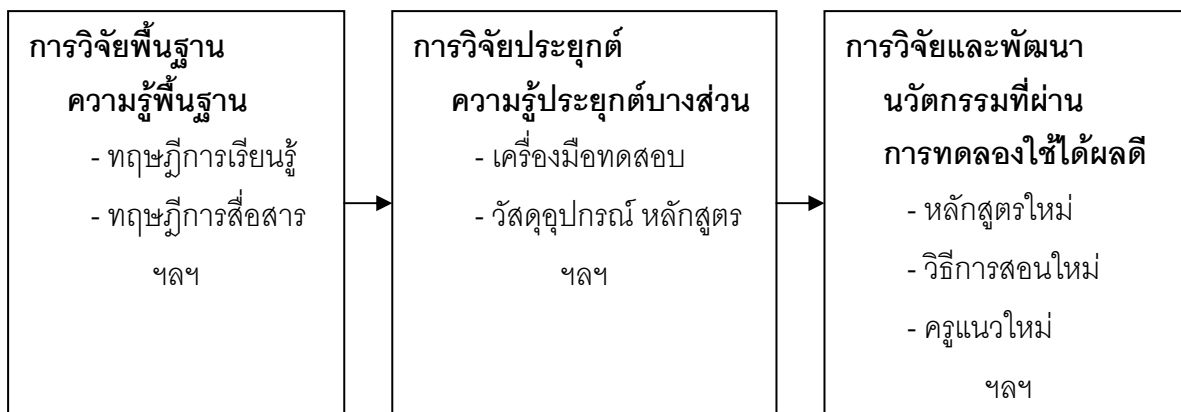 การวิจัยพื้นฐาน
ความรู้พื้นฐาน
- ทฤษฎีการเรียนรู้
- ทฤษฎีการสื่อสาร
ฯลฯ
การวิจัยประยุกต์
ความรู้ประยุกต์บางส่วน
- เครื่องมือทดสอบ
- วัสดุอุปกรณ์ หลักสูตร
ฯลฯ
การวิจัยและพัฒนา
นวัตกรรมที่ผ่าน
การทดลองใช้ได้ผลดี
- หลักสูตรใหม่
- วิธีการสอนใหม่
- ครูแนวใหม่
ฯลฯ